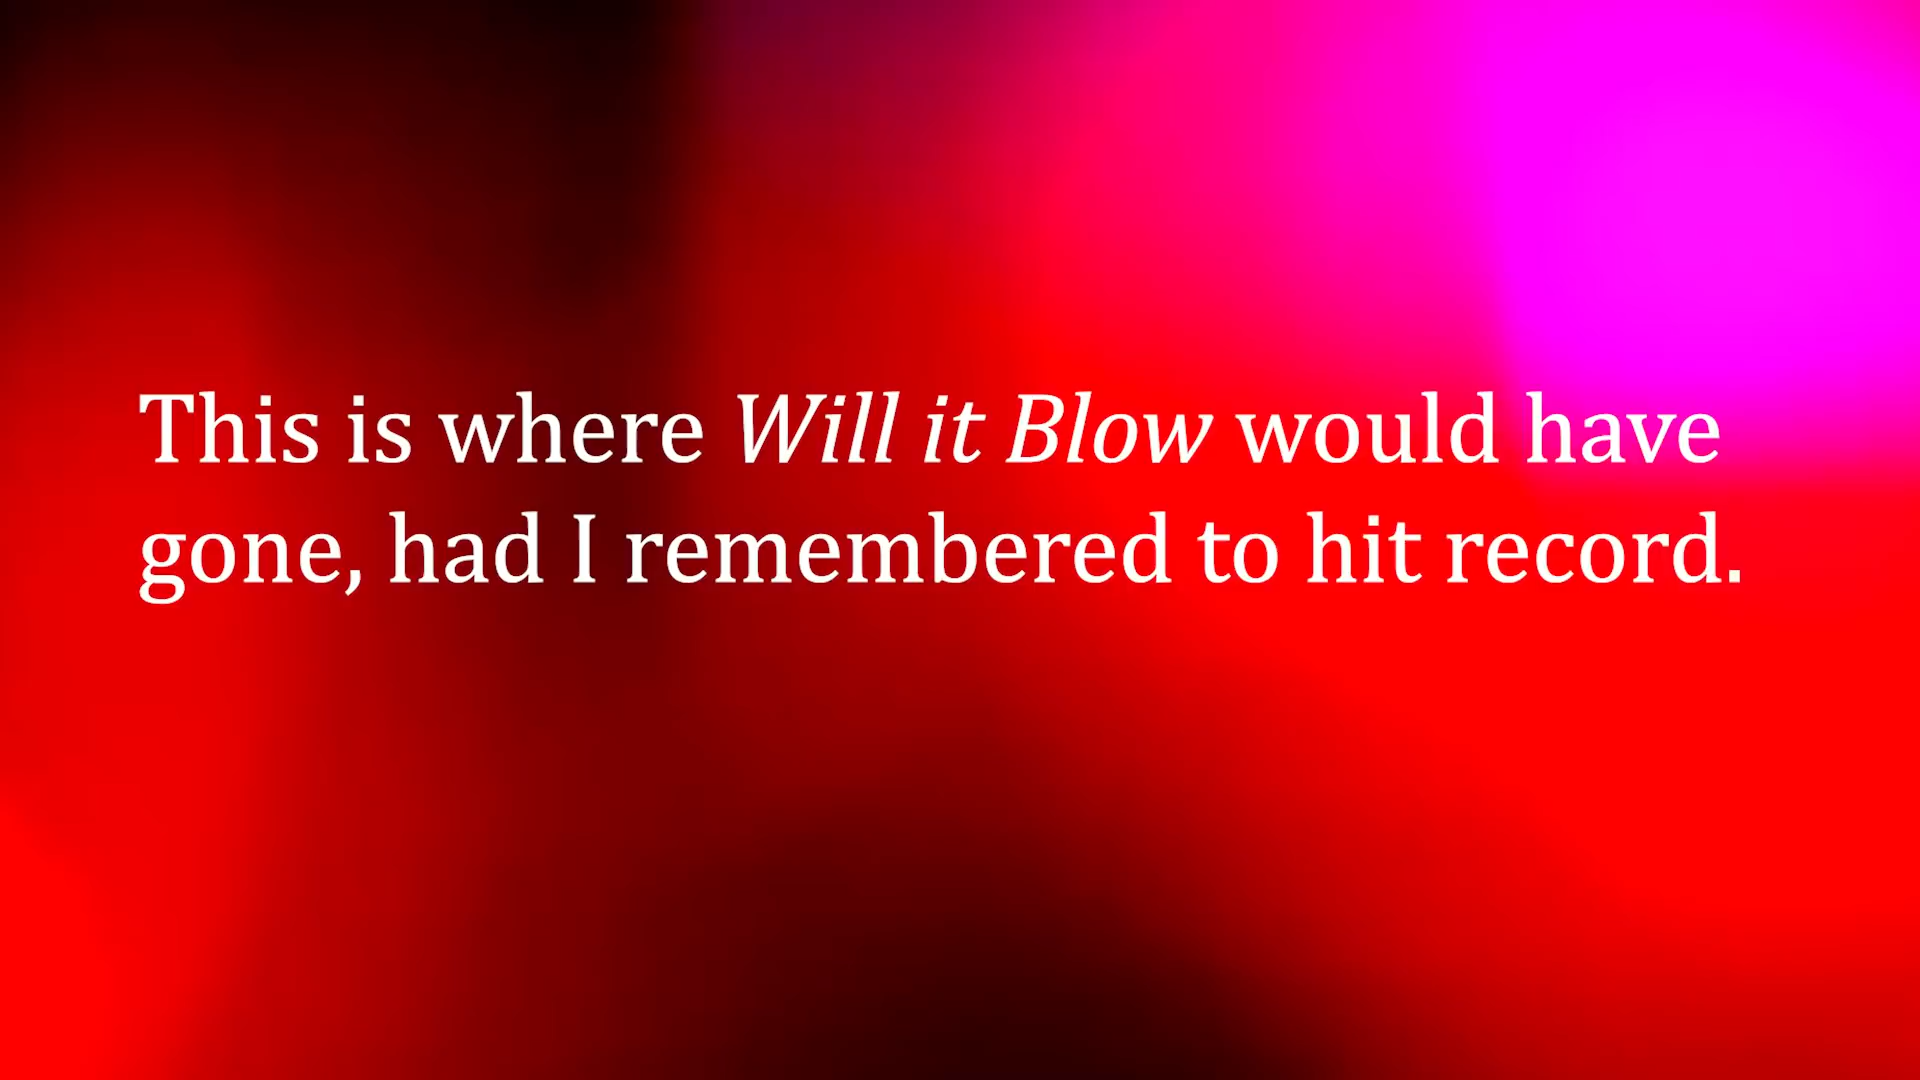 This is where Will it Blow would have
gone, had I remembered to hit record.